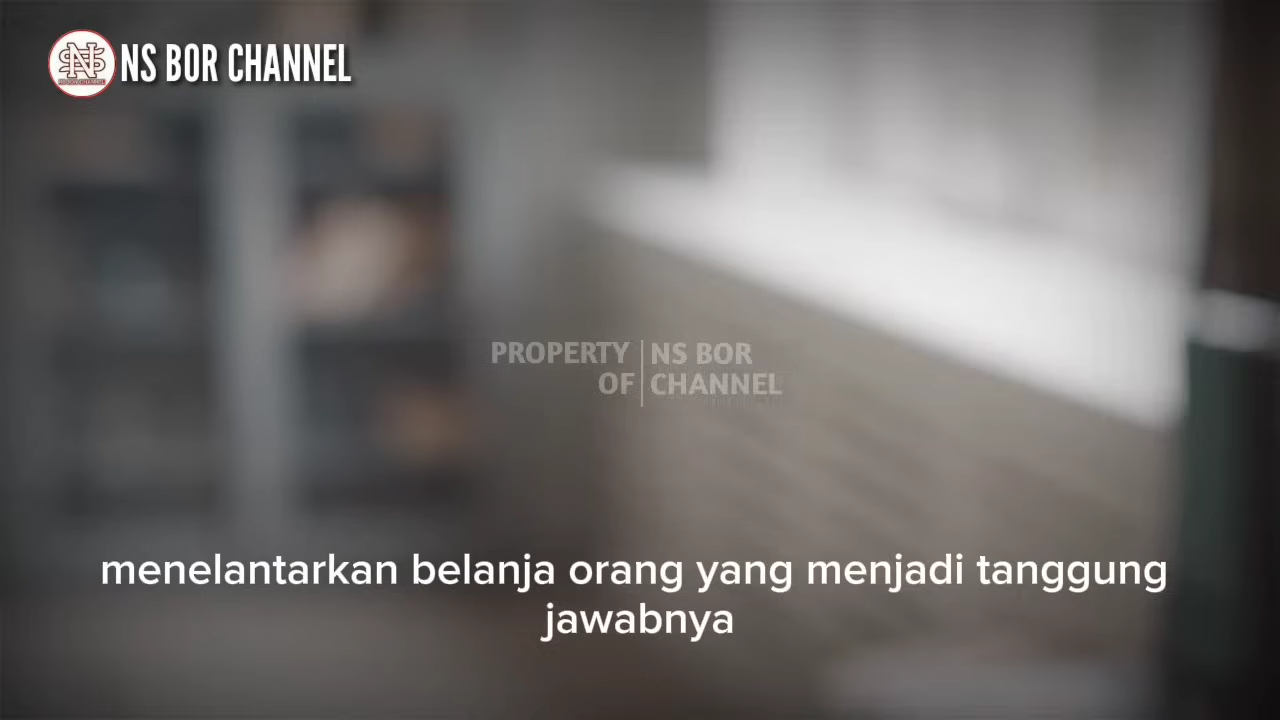 NS BOR CHANNEL
PROPERTY OF
NS BOR CHANNEL
menelantarkan belanja orang yang menjadi tanggung
jawabnya